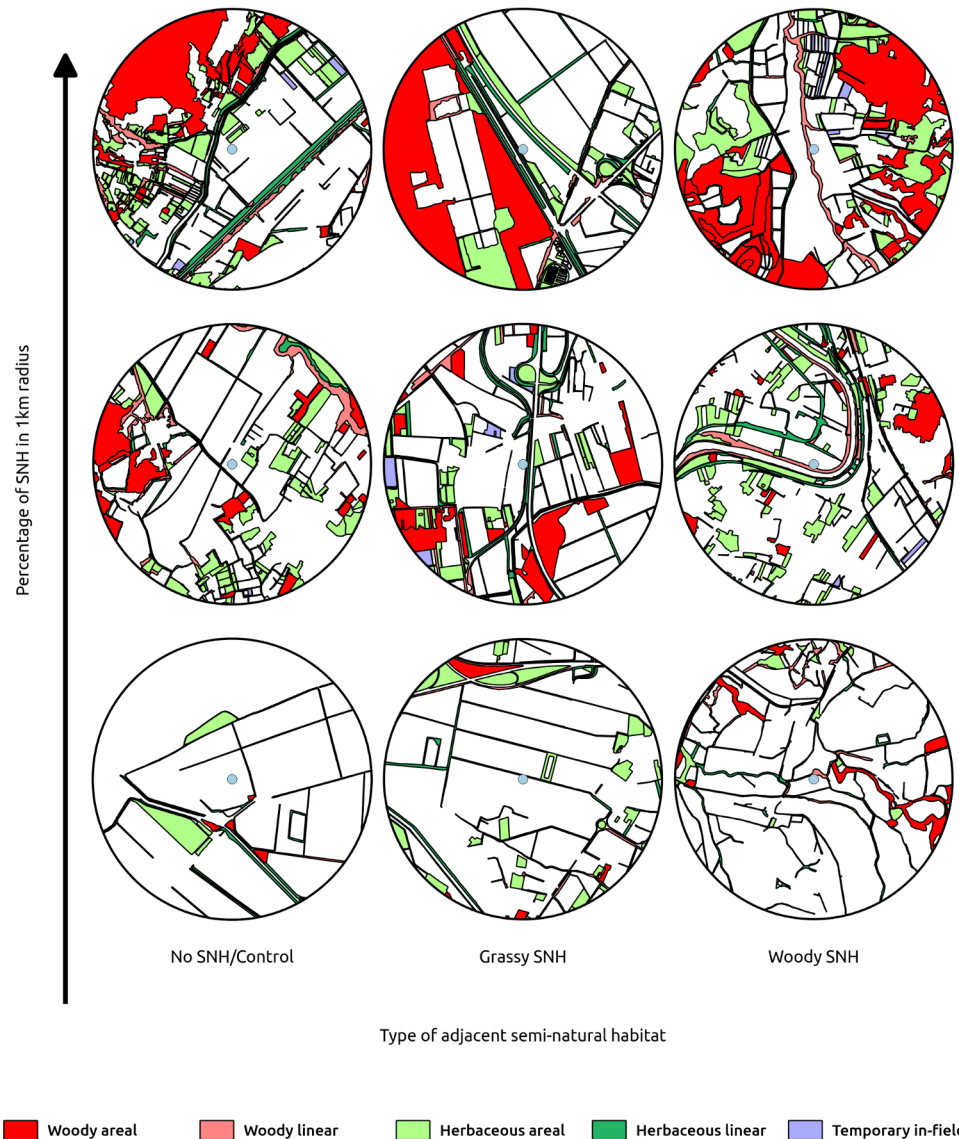 Percentage of SNH in 1km radius
No SNH/Control
Grassy SNH
Woody SNH
Type of adjacent semi-natural habitat
Woody areal
Woody linear
Herbaceous areal
Herbaceous linear
Temporary in-fiel